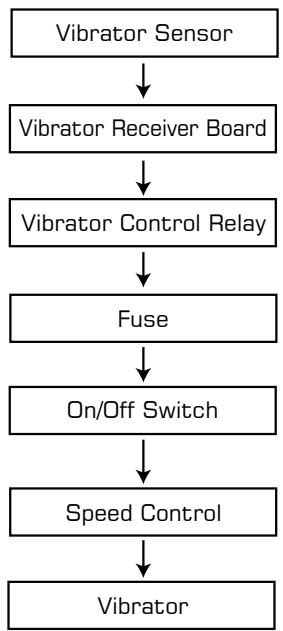 Vibrator Sensor
Vibrator Receiver Board
Vibrator Control Relay
Fuse
On/Off Switch
Speed Control
Vibrator